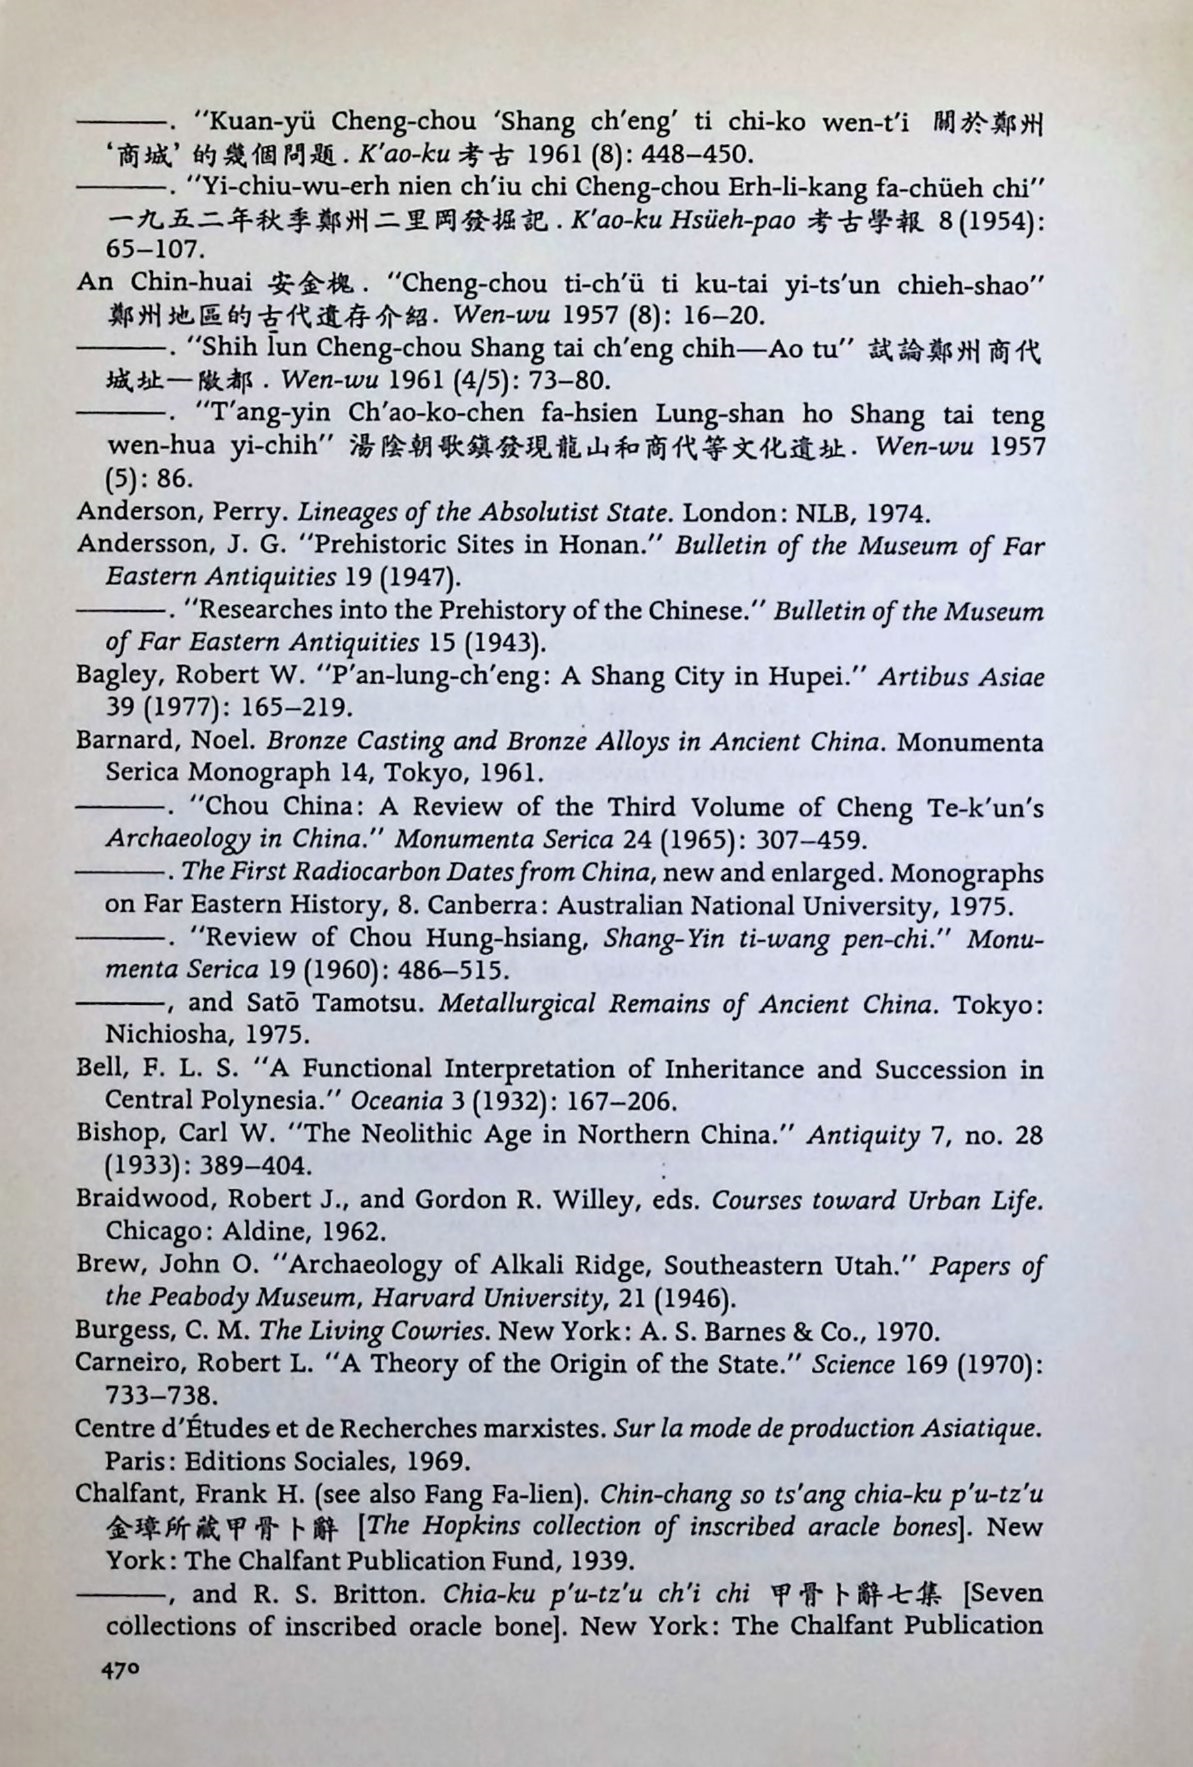 ———. "Kuan-yü Cheng-chou 'Shang ch'eng' ti chi-ko wen-t'i 關於鄭州
'商城' 的幾個問題. K'ao-ku 考古 1961 (8): 448–450.
———. "Yi-chiu-wu-erh nien ch'iu chi Cheng-chou Erh-li-kang fa-chüeh chi"
一九五二年秋季鄭州二里岡發掘記. K'ao-ku Hsüeh-pao 考古學報 8 (1954):
65–107.
An Chin-huai 安金槐. "Cheng-chou ti-ch'ü ti ku-tai yi-ts'un chieh-shao"
鄭州地區的古代遺存介紹. Wen-wu 1957 (8): 16–20.
———. "Shih lun Cheng-chou Shang tai ch'eng chih—Ao tu" 試論鄭州商代
城址—隞都. Wen-wu 1961 (4/5): 73–80.
———. "T'ang-yin Ch'ao-ko-chen fa-hsien Lung-shan ho Shang tai teng
wen-hua yi-chih" 湯陰朝歌鎮發現龍山和商代等文化遺址. Wen-wu 1957
(5): 86.
Anderson, Perry. Lineages of the Absolutist State. London: NLB, 1974.
Andersson, J. G. "Prehistoric Sites in Honan." Bulletin of the Museum of Far
Eastern Antiquities 19 (1947).
———. "Researches into the Prehistory of the Chinese." Bulletin of the Museum
of Far Eastern Antiquities 15 (1943).
Bagley, Robert W. "P'an-lung-ch'eng: A Shang City in Hupei." Artibus Asiae
39 (1977): 165–219.
Barnard, Noel. Bronze Casting and Bronze Alloys in Ancient China. Monumenta
Serica Monograph 14, Tokyo, 1961.
———. "Chou China: A Review of the Third Volume of Cheng Te-k'un's
Archaeology in China." Monumenta Serica 24 (1965): 307–459.
———. The First Radiocarbon Dates from China, new and enlarged. Monographs
on Far Eastern History, 8. Canberra: Australian National University, 1975.
———. "Review of Chou Hung-hsiang, Shang-Yin ti-wang pen-chi." Monu-
menta Serica 19 (1960): 486–515.
———, and Satō Tamotsu. Metallurgical Remains of Ancient China. Tokyo:
Nichiosha, 1975.
Bell, F. L. S. "A Functional Interpretation of Inheritance and Succession in
Central Polynesia." Oceania 3 (1932): 167–206.
Bishop, Carl W. "The Neolithic Age in Northern China." Antiquity 7, no. 28
(1933): 389–404.
Braidwood, Robert J., and Gordon R. Willey, eds. Courses toward Urban Life.
Chicago: Aldine, 1962.
Brew, John O. "Archaeology of Alkali Ridge, Southeastern Utah." Papers of
the Peabody Museum, Harvard University, 21 (1946).
Burgess, C. M. The Living Cowries. New York: A. S. Barnes & Co., 1970.
Carneiro, Robert L. "A Theory of the Origin of the State." Science 169 (1970):
733–738.
Centre d'Études et de Recherches marxistes. Sur la mode de production Asiatique.
Paris: Editions Sociales, 1969.
Chalfant, Frank H. (see also Fang Fa-lien). Chin-chang so ts'ang chia-ku p'u-tz'u
金璋所藏甲骨卜辭 [The Hopkins collection of inscribed aracle bones]. New
York: The Chalfant Publication Fund, 1939.
———, and R. S. Britton. Chia-ku p'u-tz'u ch'i chi 甲骨卜辭七集 [Seven
collections of inscribed oracle bone]. New York: The Chalfant Publication
470